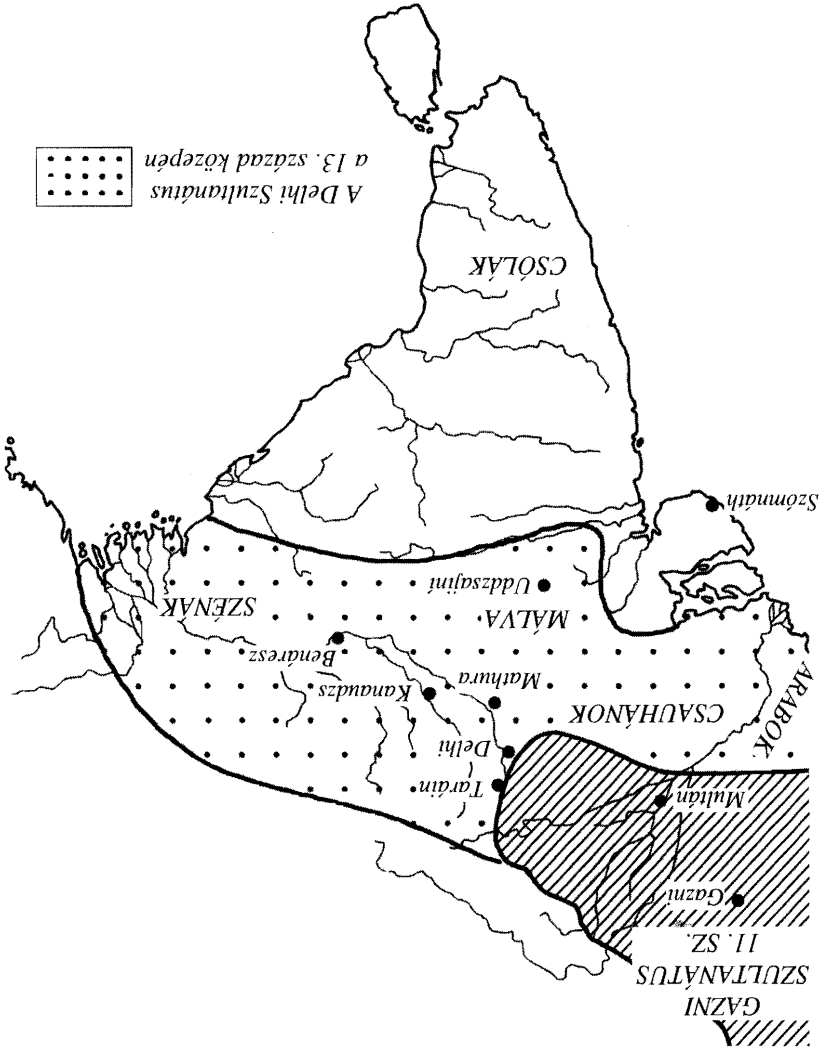 GAZNI
SZULTANÁTUS
11. SZ.
Gazni
Multán
Taráin
Delhi
ARABOK
CSAUHÁNOK
Mathura
Kanaudzs
Benáresz
MÁLVA
SZÉNÁK
Uddzsajiní
Szómnáth
CSÓLÁK
A Delhi Szultanátus
a 13. század közepén